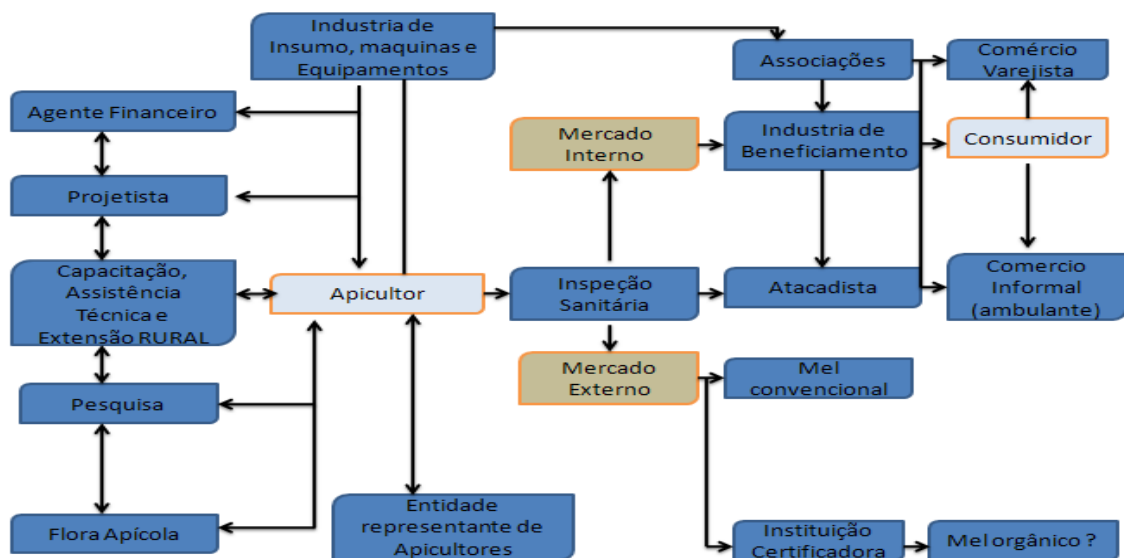 Industria de
Insumo, maquinas e
Equipamentos
Associações
Comércio
Varejista
Agente Financeiro
Mercado
Interno
Industria de
Beneficiamento
Consumidor
Projetista
Capacitação,
Assistência
Técnica e
Extensão RURAL
Apicultor
Inspeção
Sanitária
Atacadista
Comercio
Informal
(ambulante)
Mercado
Externo
Mel
convencional
Pesquisa
Flora Apícola
Entidade
representante de
Apicultores
Instituição
Certificadora
Mel orgânico ?